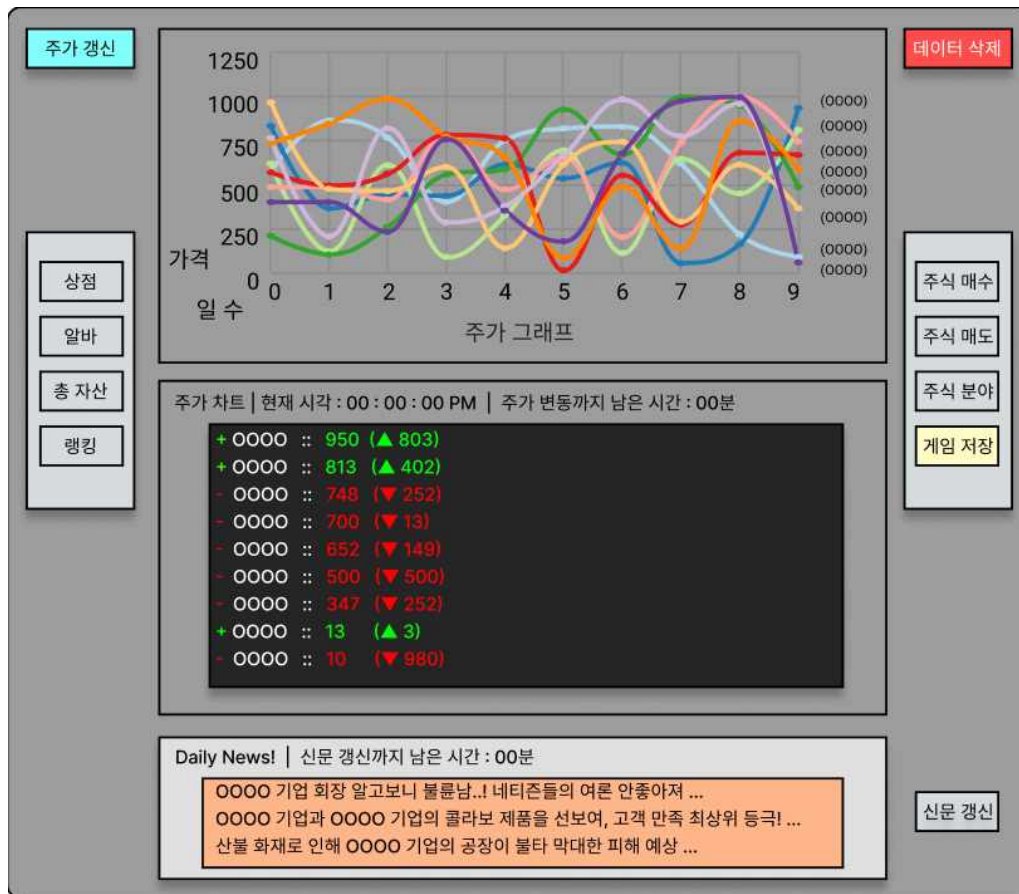 주가 갱신
데이터 삭제
1250
1000
750
500
250
0
가격
0
일 수
0 1 2 3 4 5 6 7 8 9
주가 그래프
(0000)
(0000)
(0000)
(0000)
(0000)
(0000)
(0000)
(0000)
상점
알바
총 자산
랭킹
주식 매수
주식 매도
주식 분야
게임 저장
주가 차트 | 현재 시각 : 00 : 00 : 00 PM | 주가 변동까지 남은 시간 : 00분
+ OOOO :: 950 (▲ 803)
+ OOOO :: 813 (▲ 402)
- OOOO :: 748 (▼ 252)
- OOOO :: 700 (▼ 13)
- OOOO :: 652 (▼ 149)
- OOOO :: 500 (▼ 500)
- OOOO :: 347 (▼ 252)
+ OOOO :: 13 (▲ 3)
- OOOO :: 10 (▼ 980)
Daily News! | 신문 갱신까지 남은 시간 : 00분
OOOO 기업 회장 알고보니 불륜남..! 네티즌들의 여론 안좋아져 ...
OOOO 기업과 OOOO 기업의 콜라보 제품을 선보여, 고객 만족 최상위 등극! ...
산불 화재로 인해 OOOO 기업의 공장이 불타 막대한 피해 예상 ...
신문 갱신